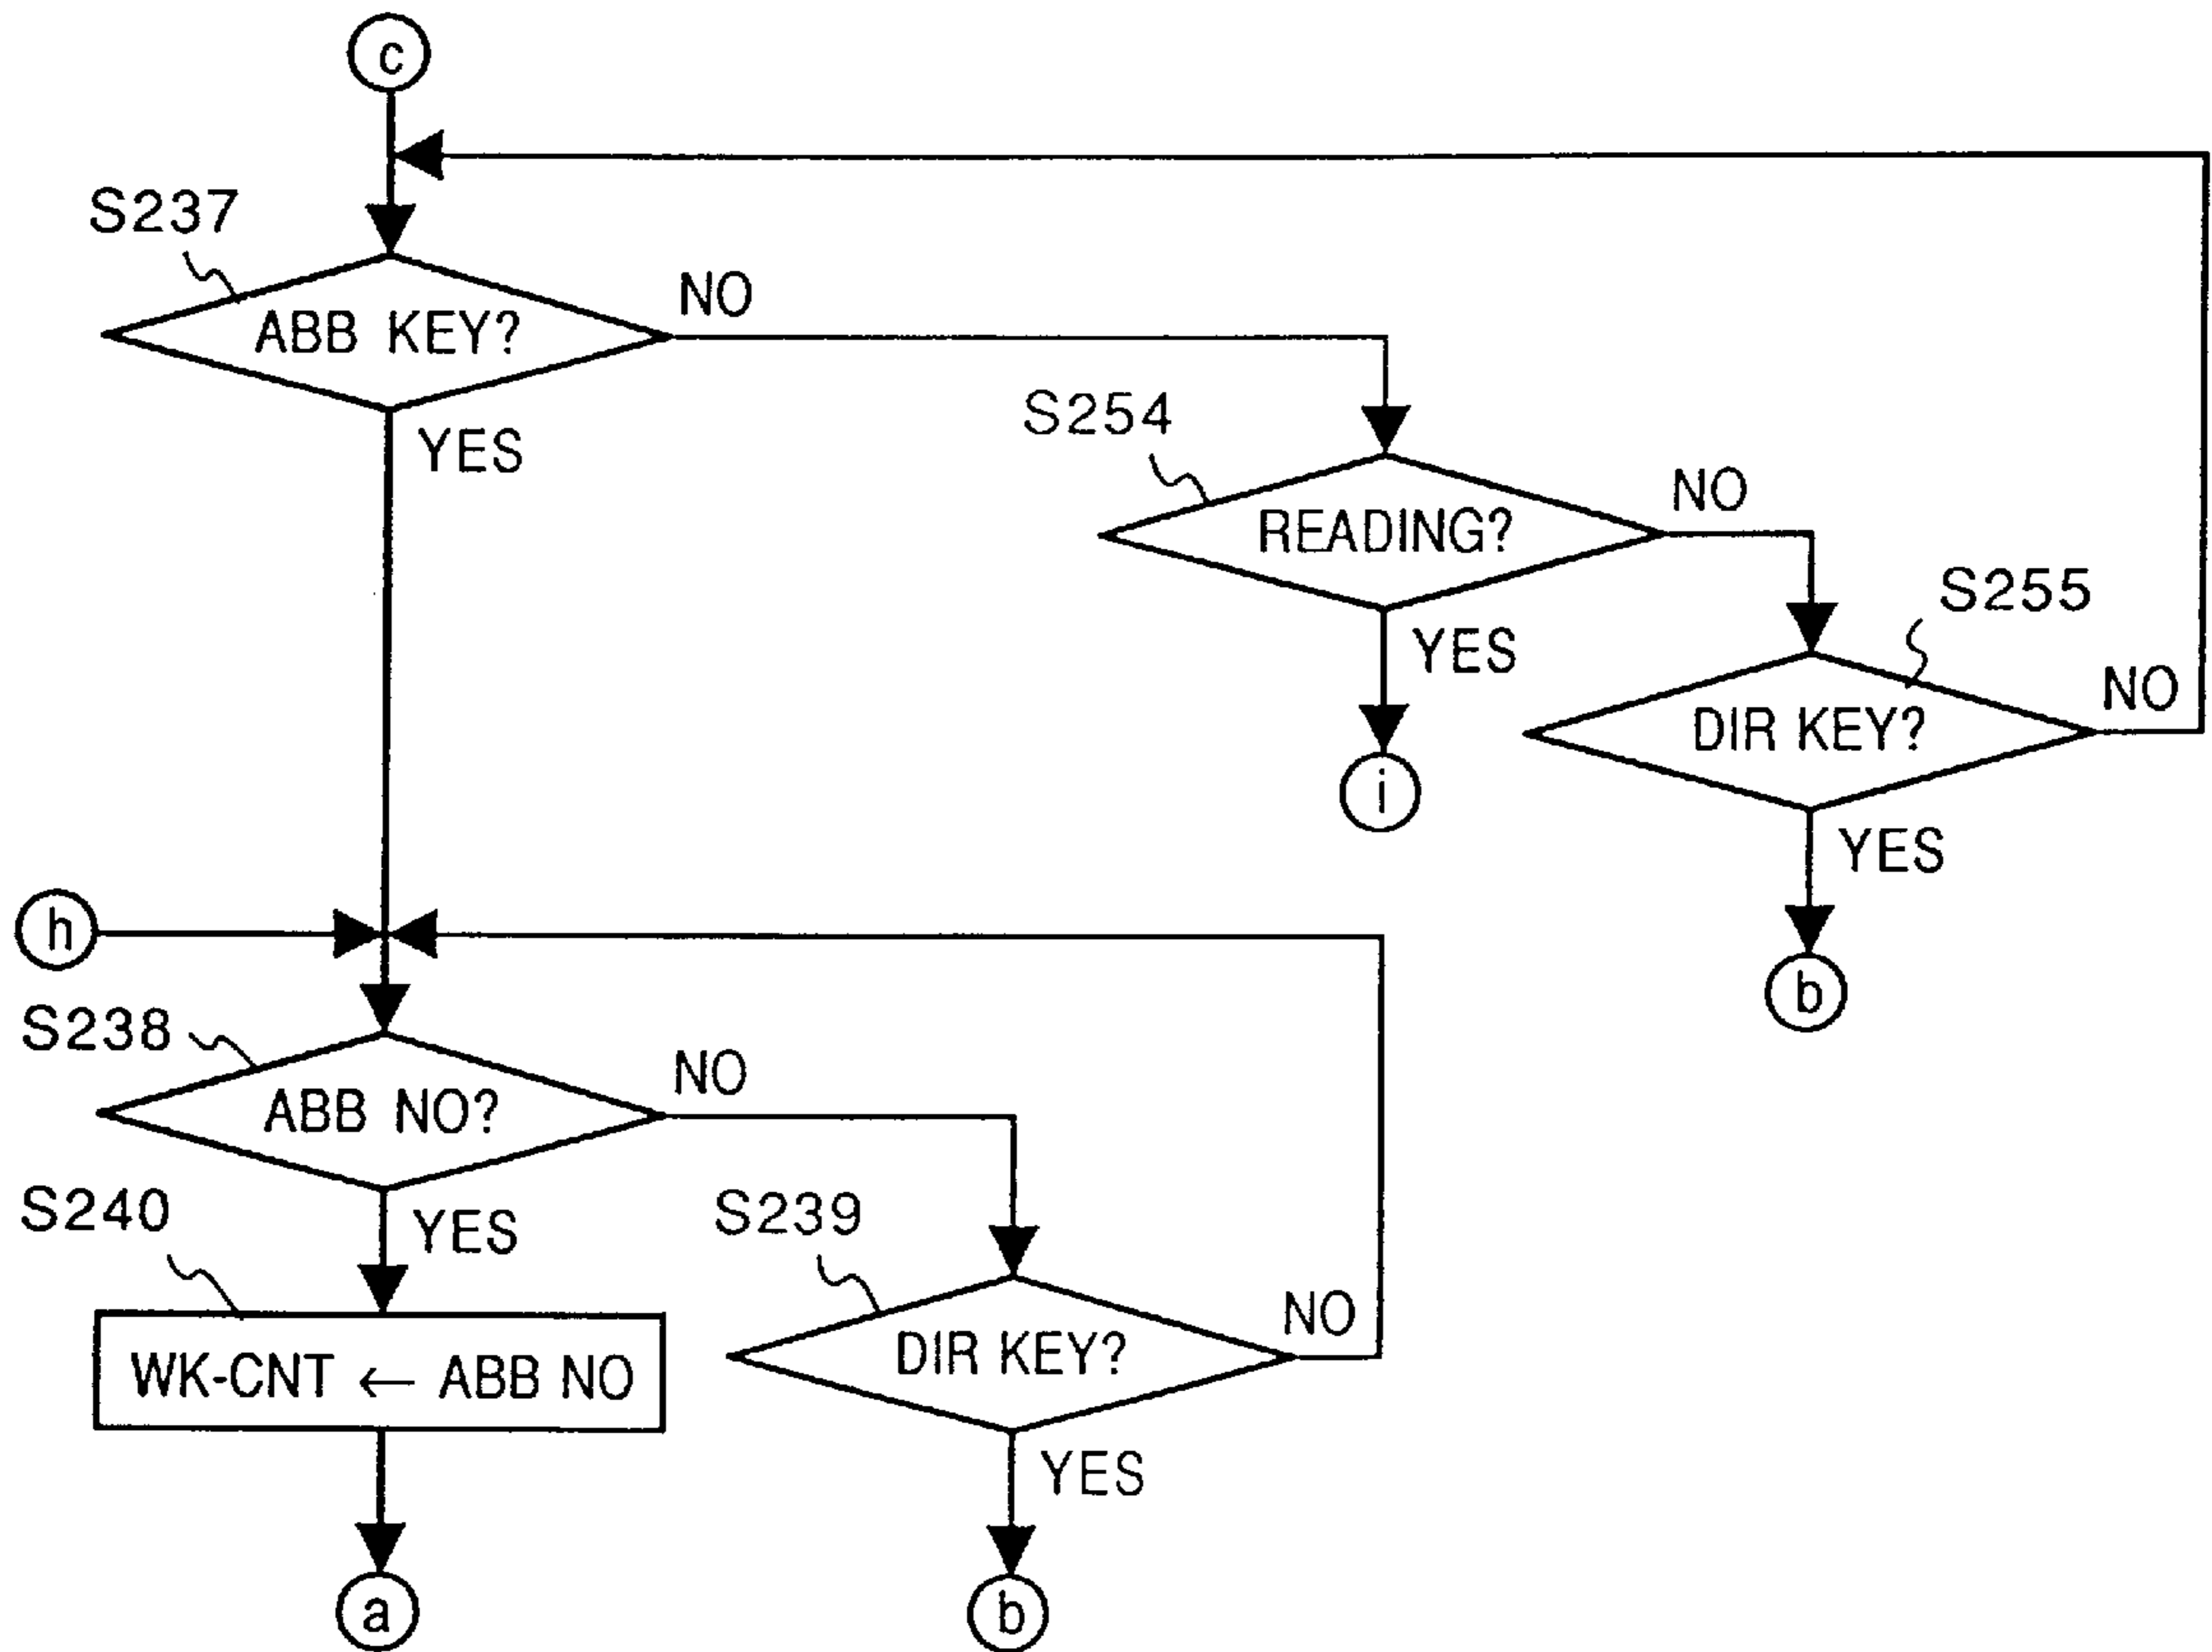 c
S237
NO
ABB KEY?
YES
S254
NO
READING?
YES
S255
NO
DIR KEY?
i
YES
b
h
S238
NO
ABB NO?
YES
S240
S239
NO
WK-CNT ← ABB NO
DIR KEY?
YES
a
b